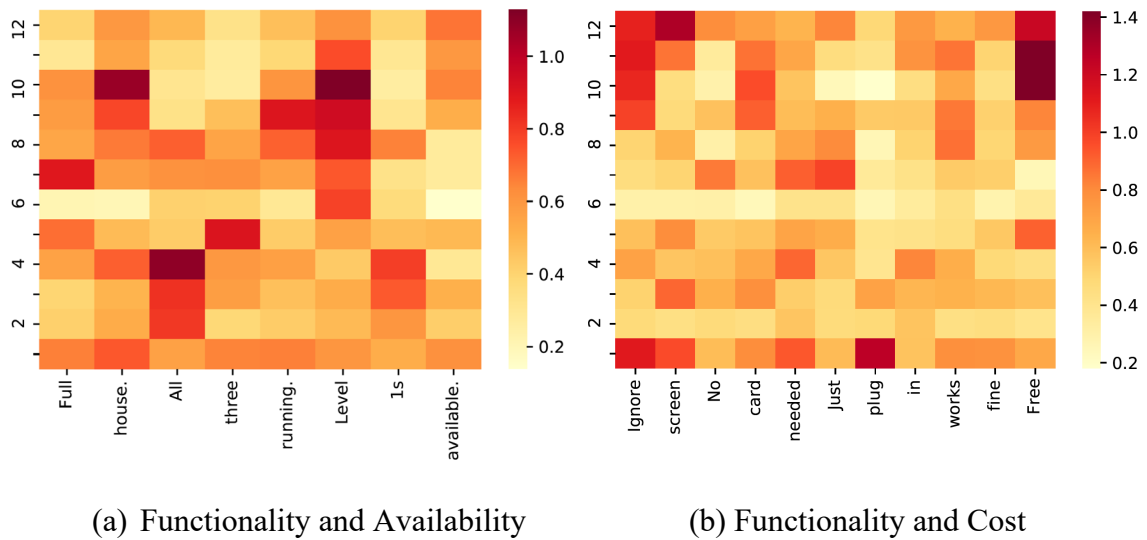 12
10
8
6
4
2
1.0
0.8
0.6
0.4
0.2
Full
house.
All
three
running.
Level
1s
available.
(a) Functionality and Availability
12
10
8
6
4
2
1.4
1.2
1.0
0.8
0.6
0.4
0.2
Ignore
screen
No
card
needed
Just
plug
in
works
fine
Free
(b) Functionality and Cost